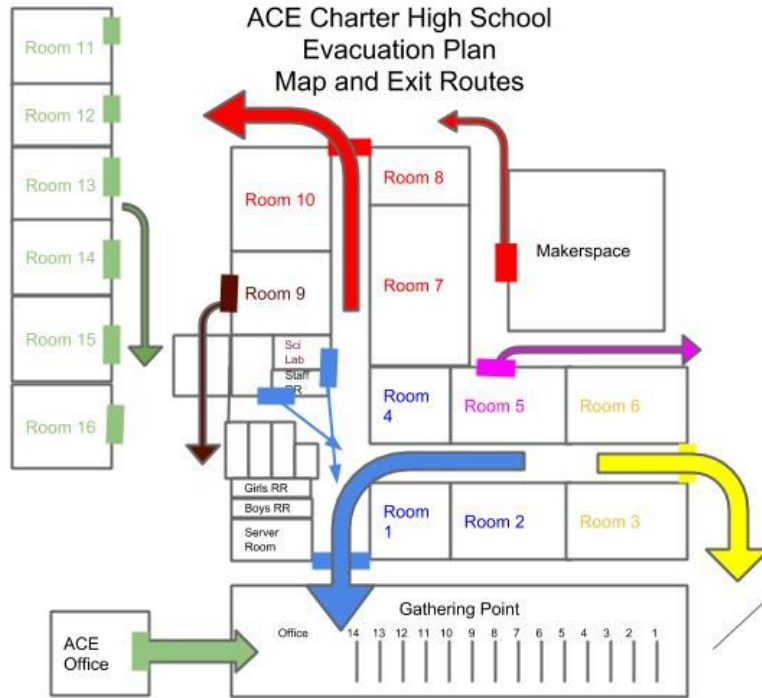 ACE Charter High School
Evacuation Plan
Map and Exit Routes
Room 11
Room 12
Room 13
Room 14
Room 15
Room 16
Room 10
Room 9
Sci
Lab
Staff
RR
Girls RR
Boys RR
Server
Room
Room 8
Room 7
Makerspace
Room
4
Room 5
Room 6
Room
1
Room 2
Room 3
ACE
Office
Gathering Point
Office
14 13 12 11 10 9 8 7 6 5 4 3 2 1